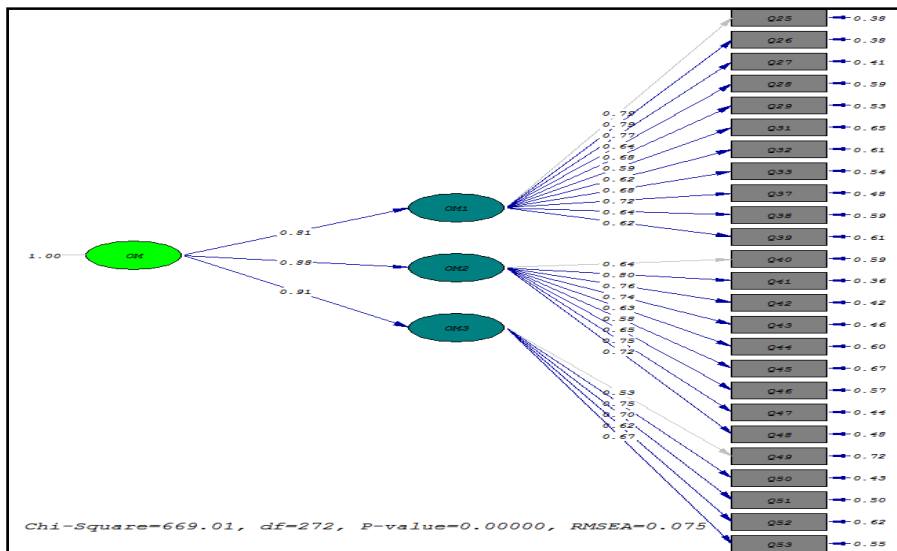 1.00
OM
0.81
0.88
0.91
OM1
OM2
OM3
0.79
0.79
0.77
0.64
0.68
0.59
0.62
0.68
0.72
0.64
0.62
0.64
0.80
0.76
0.74
0.63
0.58
0.65
0.75
0.72
0.53
0.75
0.70
0.62
0.67
Q25 0.38
Q26 0.38
Q27 0.41
Q28 0.59
Q29 0.53
Q31 0.65
Q32 0.61
Q33 0.54
Q37 0.48
Q38 0.59
Q39 0.61
Q40 0.59
Q41 0.36
Q42 0.42
Q43 0.46
Q44 0.60
Q45 0.67
Q46 0.57
Q47 0.44
Q48 0.48
Q49 0.72
Q50 0.43
Q51 0.50
Q52 0.62
Q53 0.55
Chi-Square=669.01, df=272, P-value=0.00000, RMSEA=0.075